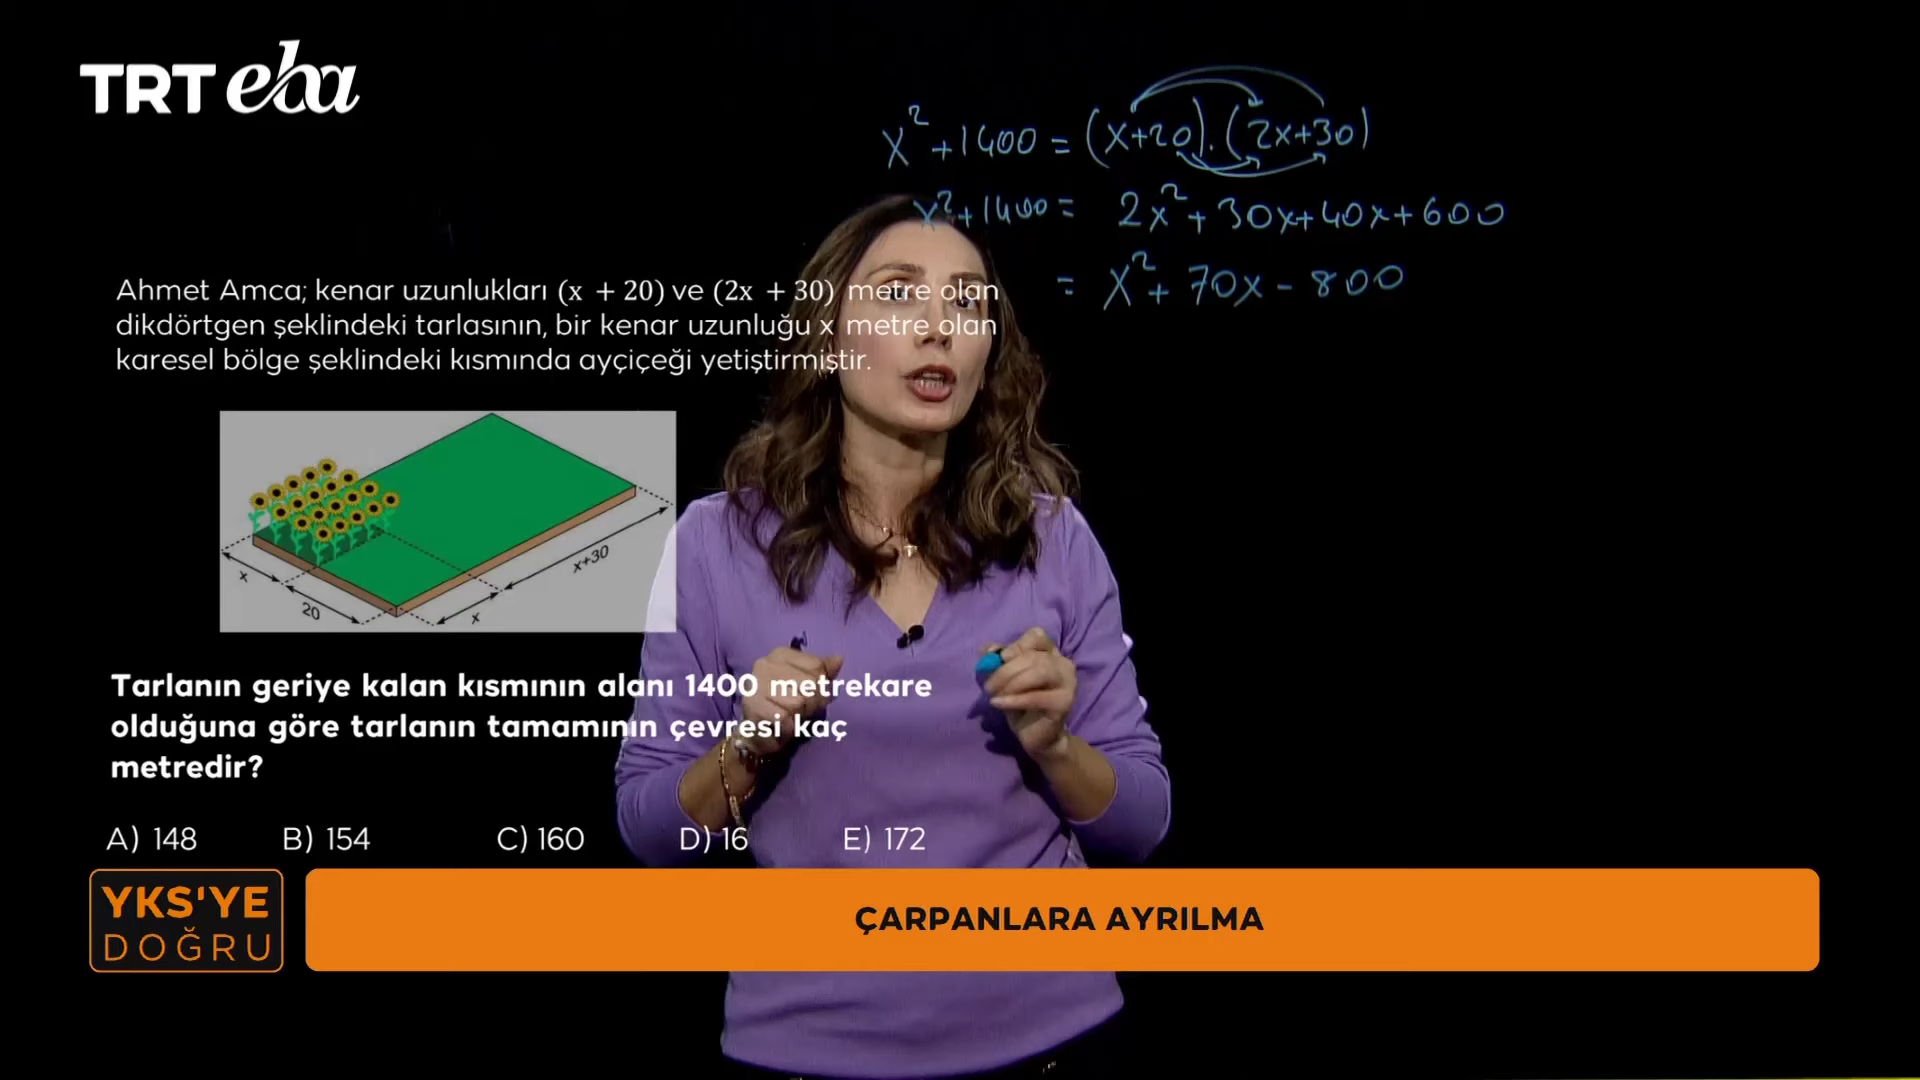 TRT eba
x²+1400 = (x+20).(2x+30)
x²+1400 = 2x²+30x+40x+600
= x²+70x-800
Ahmet Amca; kenar uzunlukları (x + 20) ve (2x + 30) metre olan
dikdörtgen şeklindeki tarlasının, bir kenar uzunluğu x metre olan
karesel bölge şeklindeki kısmında ayçiçeği yetiştirmiştir.
x
20
x
x+30
Tarlanın geriye kalan kısmının alanı 1400 metrekare
olduğuna göre tarlanın tamamının çevresi kaç
metredir?
A) 148 B) 154 C) 160 D) 16 E) 172
YKS'YE
DOĞRU
ÇARPANLARA AYRILMA